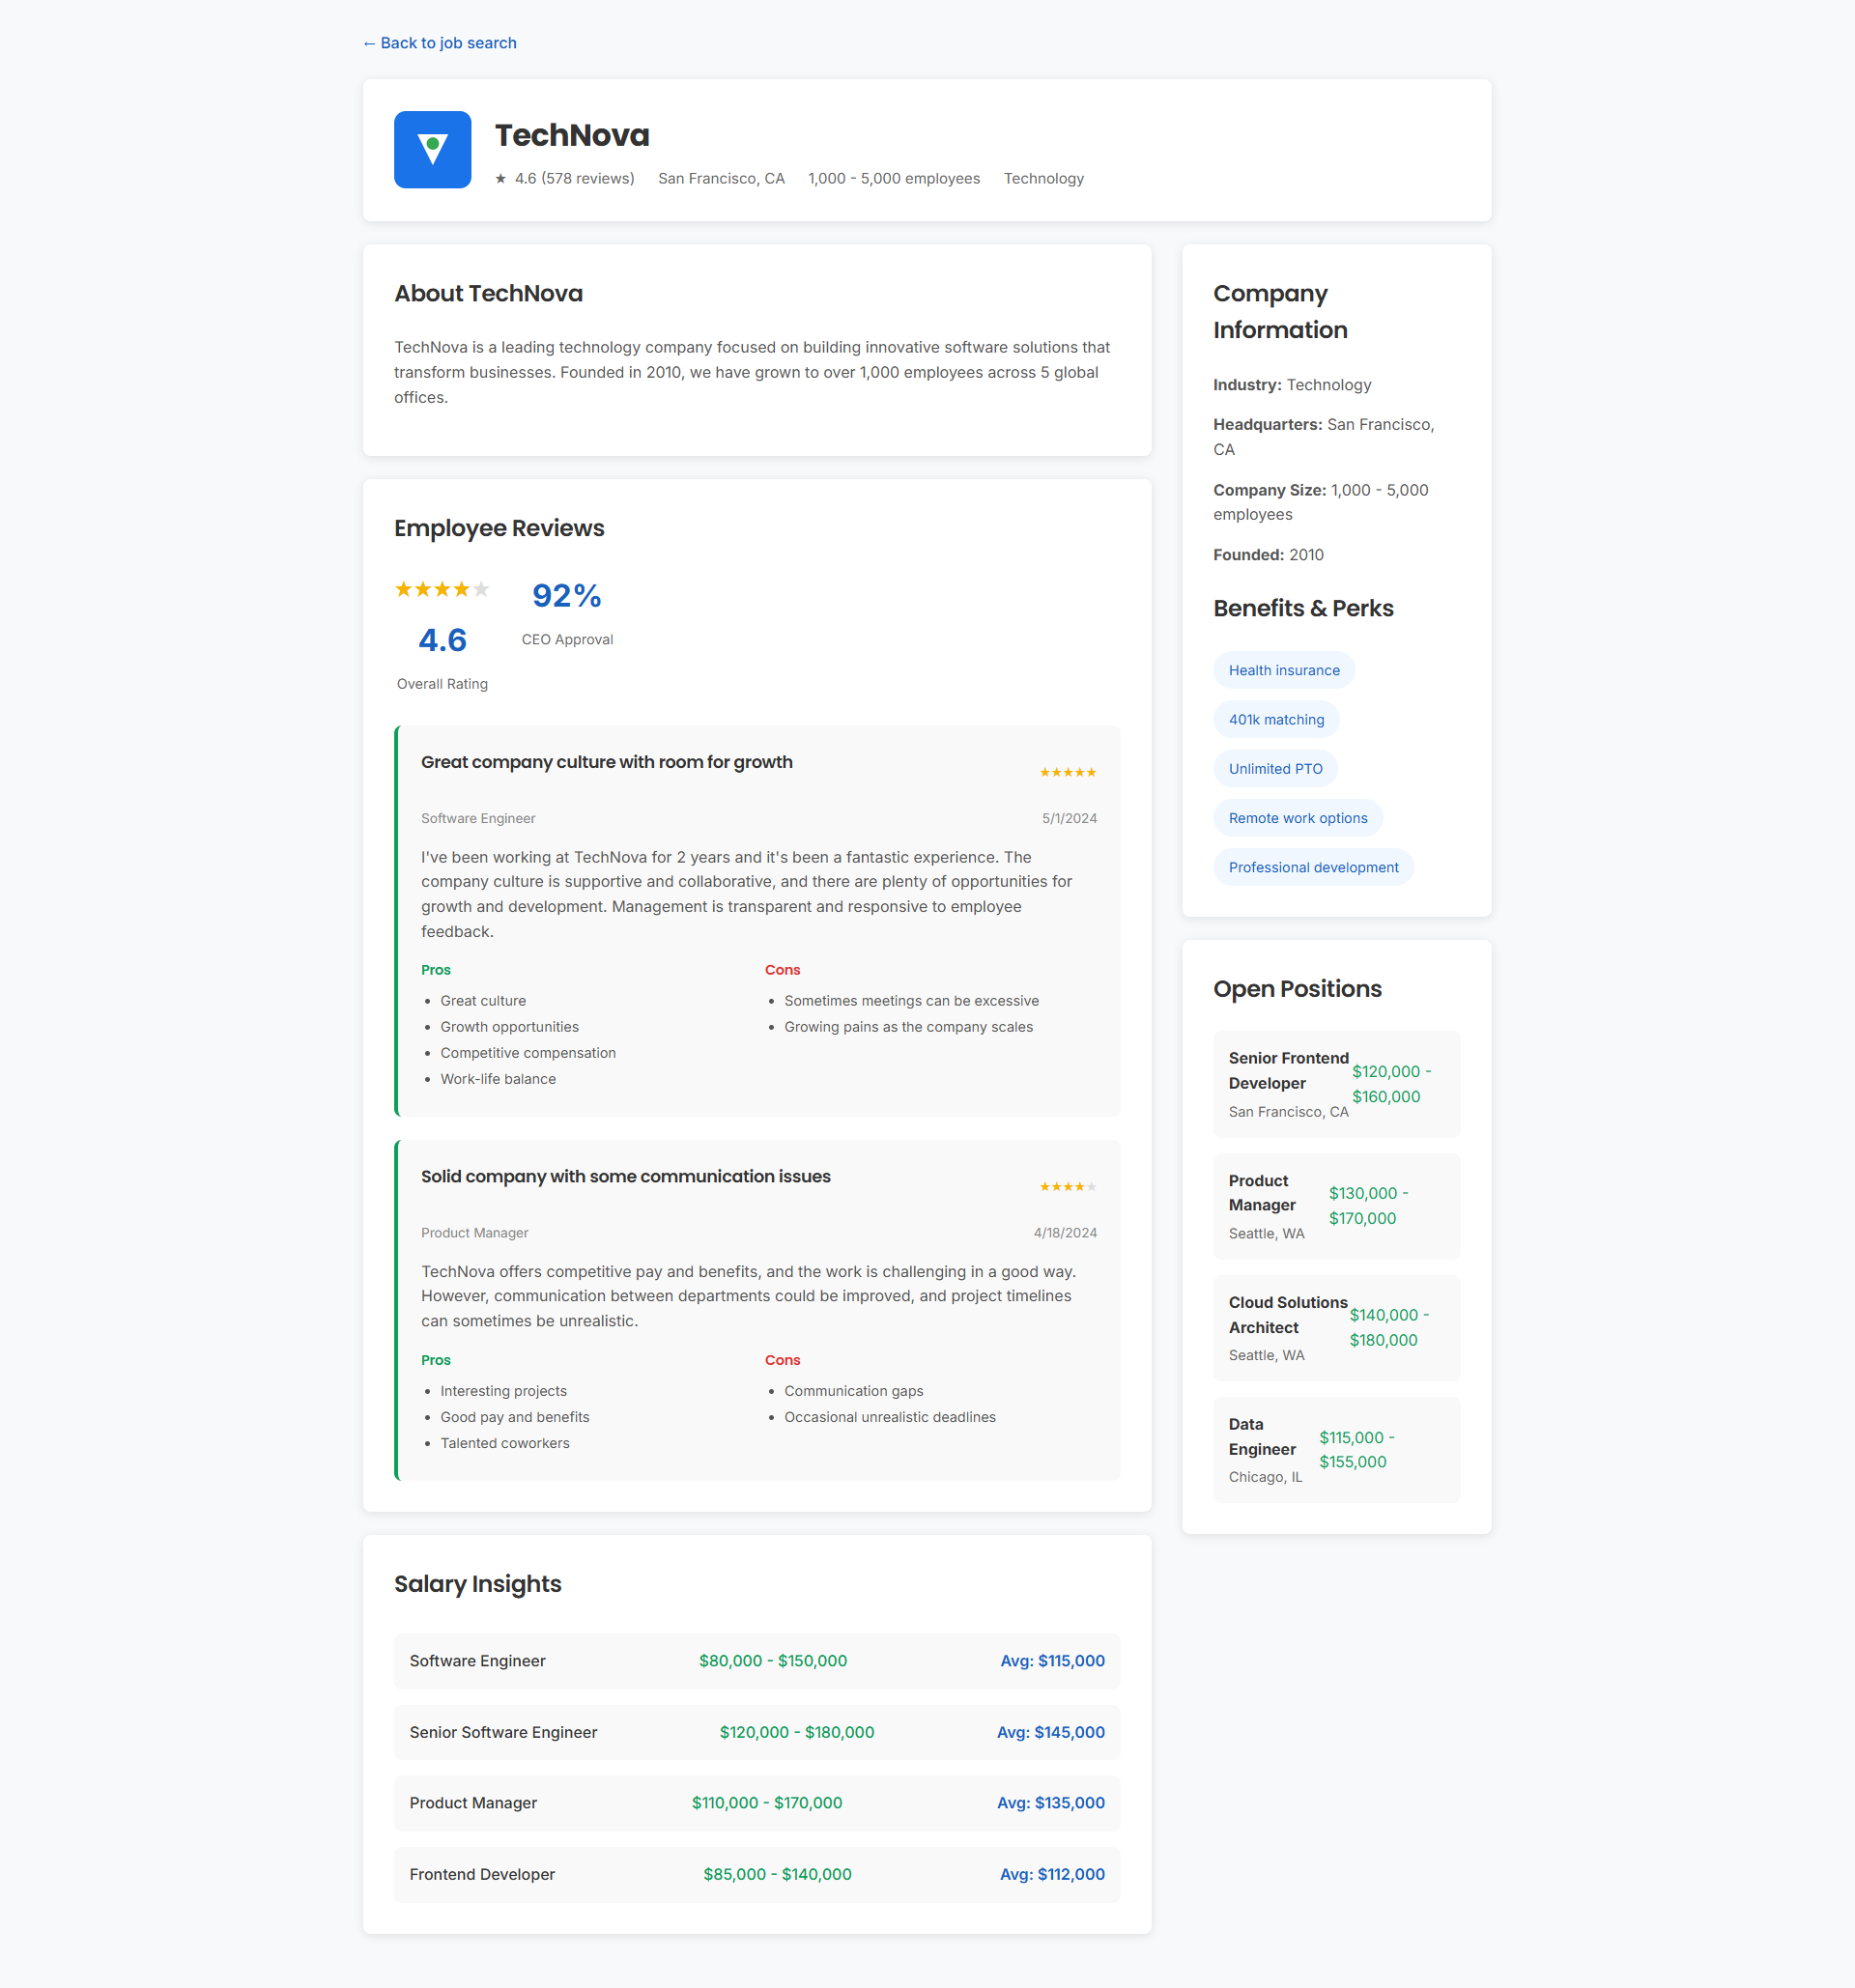 ← Back to job search
TechNova
★ 4.6 (578 reviews) San Francisco, CA 1,000 - 5,000 employees Technology
About TechNova
TechNova is a leading technology company focused on building innovative software solutions that
transform businesses. Founded in 2010, we have grown to over 1,000 employees across 5 global
offices.
Employee Reviews
★★★★★
4.6
Overall Rating
92%
CEO Approval
Great company culture with room for growth
★★★★★
Software Engineer
5/1/2024
I've been working at TechNova for 2 years and it's been a fantastic experience. The
company culture is supportive and collaborative, and there are plenty of opportunities for
growth and development. Management is transparent and responsive to employee
feedback.
Pros
• Great culture
• Growth opportunities
• Competitive compensation
• Work-life balance
Cons
• Sometimes meetings can be excessive
• Growing pains as the company scales
Solid company with some communication issues
★★★★★
Product Manager
4/18/2024
TechNova offers competitive pay and benefits, and the work is challenging in a good way.
However, communication between departments could be improved, and project timelines
can sometimes be unrealistic.
Pros
• Interesting projects
• Good pay and benefits
• Talented coworkers
Cons
• Communication gaps
• Occasional unrealistic deadlines
Salary Insights
Software Engineer $80,000 - $150,000 Avg: $115,000
Senior Software Engineer $120,000 - $180,000 Avg: $145,000
Product Manager $110,000 - $170,000 Avg: $135,000
Frontend Developer $85,000 - $140,000 Avg: $112,000
Company
Information
Industry: Technology
Headquarters: San Francisco,
CA
Company Size: 1,000 - 5,000
employees
Founded: 2010
Benefits & Perks
Health insurance
401k matching
Unlimited PTO
Remote work options
Professional development
Open Positions
Senior Frontend
Developer
San Francisco, CA
$120,000 -
$160,000
Product
Manager
Seattle, WA
$130,000 -
$170,000
Cloud Solutions
Architect
Seattle, WA
$140,000 -
$180,000
Data
Engineer
Chicago, IL
$115,000 -
$155,000